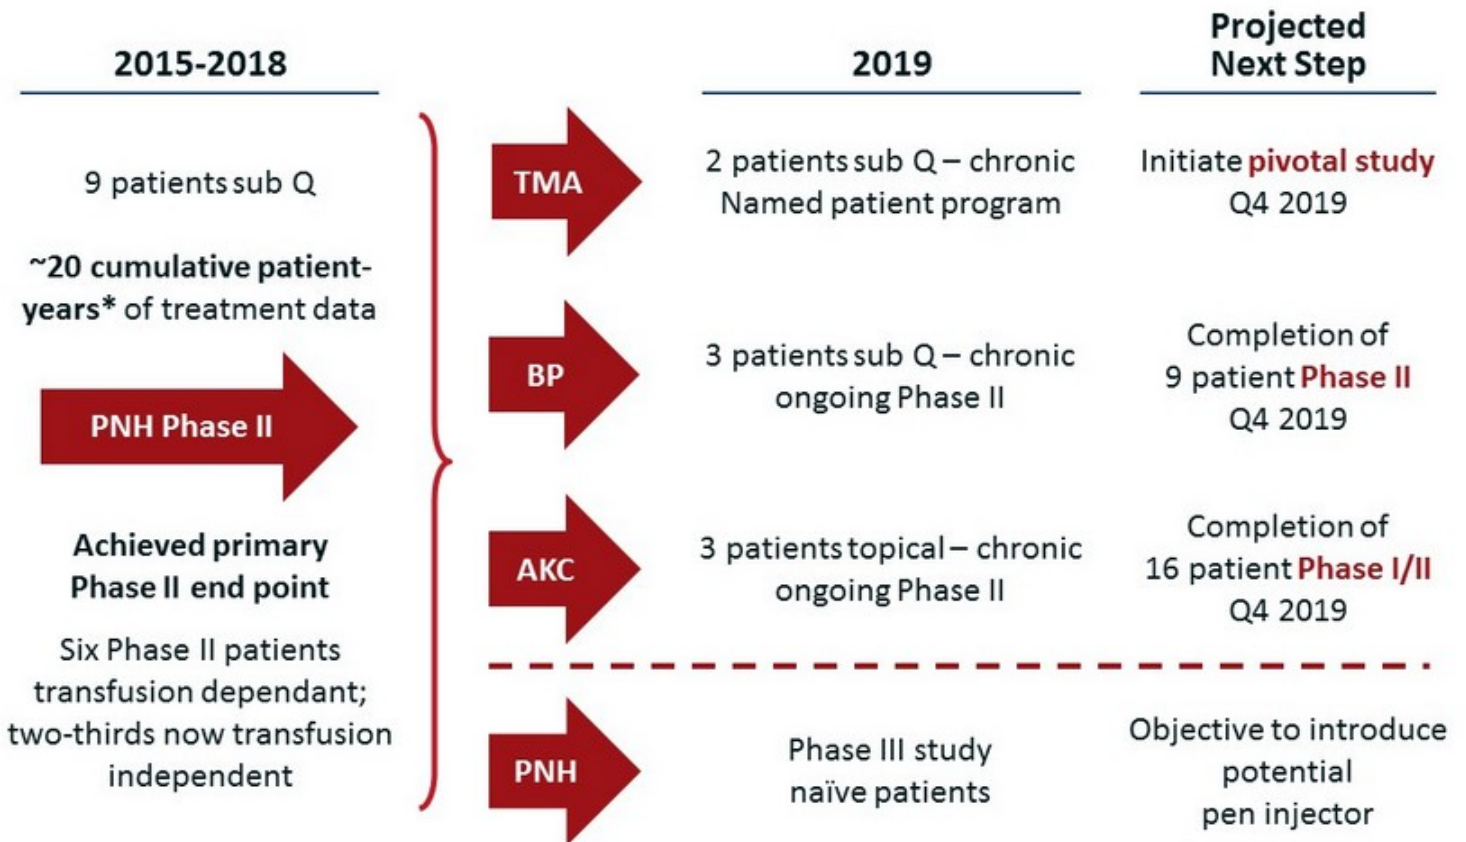 2015-2018
9 patients sub Q
~20 cumulative patient-
years* of treatment data
PNH Phase II
Achieved primary
Phase II end point
Six Phase II patients
transfusion dependant;
two-thirds now transfusion
independent
2019
Projected
Next Step
TMA
2 patients sub Q – chronic
Named patient program
Initiate pivotal study
Q4 2019
BP
3 patients sub Q – chronic
ongoing Phase II
Completion of
9 patient Phase II
Q4 2019
AKC
3 patients topical – chronic
ongoing Phase II
Completion of
16 patient Phase I/II
Q4 2019
PNH
Phase III study
naïve patients
Objective to introduce
potential
pen injector